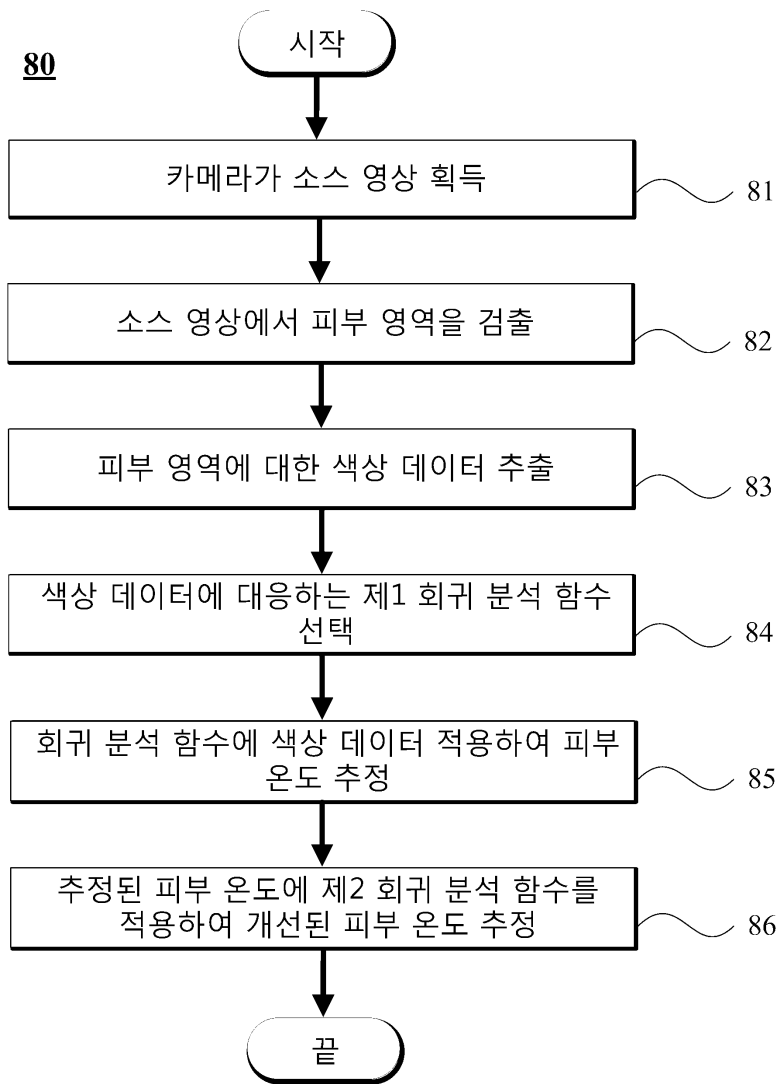 80
시작
카메라가 소스 영상 획득
81
소스 영상에서 피부 영역을 검출
82
피부 영역에 대한 색상 데이터 추출
83
색상 데이터에 대응하는 제1 회귀 분석 함수
선택
84
회귀 분석 함수에 색상 데이터 적용하여 피부
온도 추정
85
추정된 피부 온도에 제2 회귀 분석 함수를
적용하여 개선된 피부 온도 추정
86
끝